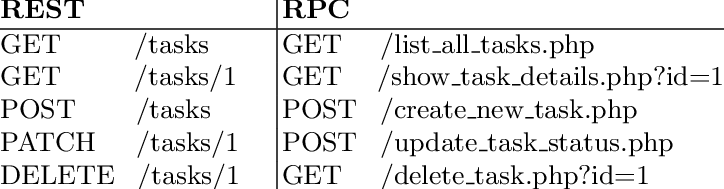 REST RPC
GET /tasks GET /list_all_tasks.php
GET /tasks/1 GET /show_task_details.php?id=1
POST /tasks POST /create_new_task.php
PATCH /tasks/1 POST /update_task_status.php
DELETE /tasks/1 GET /delete_task.php?id=1